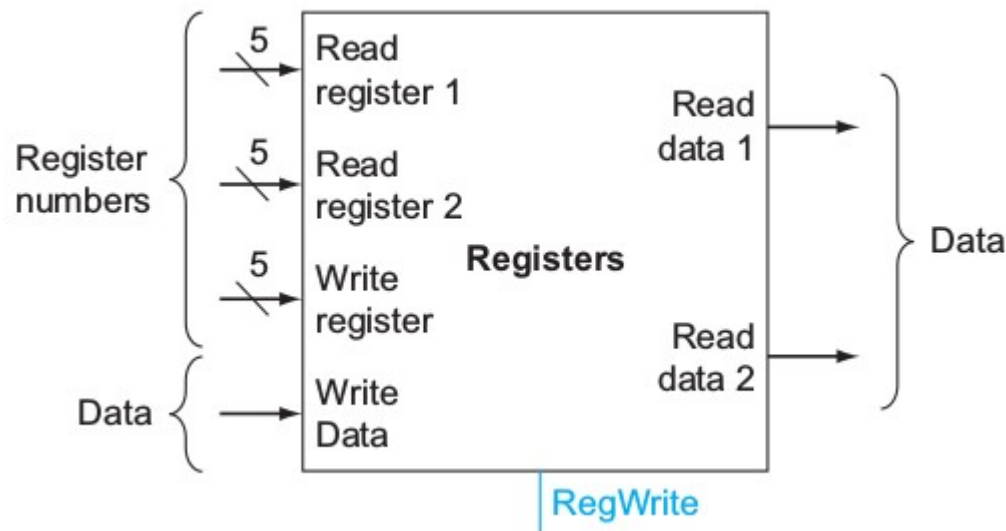 5
Read
register 1
5
Read
register 2
5
Write
register
Write
Data
Register
numbers
Data
Registers
Read
data 1
Read
data 2
Data
RegWrite